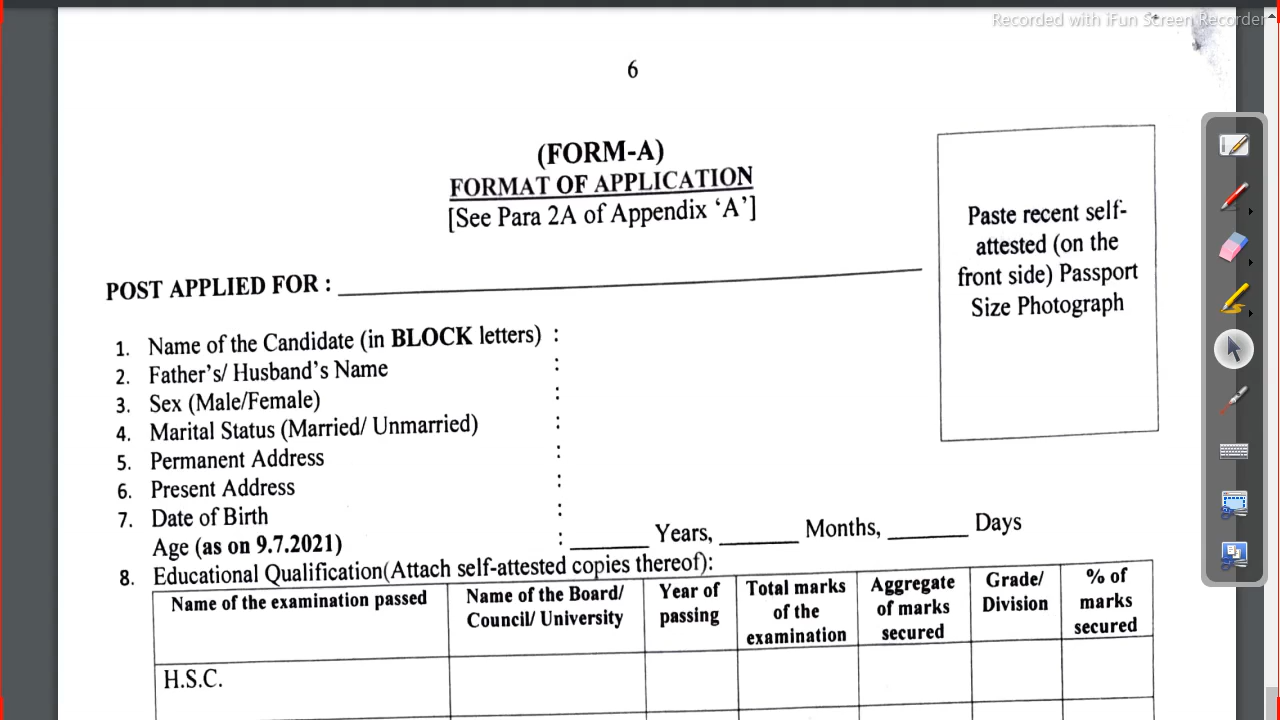 Recorded with iFun Screen Recorder
6
(FORM-A)
FORMAT OF APPLICATION
[See Para 2A of Appendix ‘A’]
Paste recent self-
attested (on the
front side) Passport
Size Photograph
POST APPLIED FOR :
1. Name of the Candidate (in BLOCK letters) :
2. Father’s/ Husband’s Name :
3. Sex (Male/Female) :
4. Marital Status (Married/ Unmarried) :
5. Permanent Address :
6. Present Address :
7. Date of Birth :
Age (as on 9.7.2021) : ______ Years, ______ Months, ______ Days
8. Educational Qualification(Attach self-attested copies thereof):
Name of the examination passed
Name of the Board/
Council/ University
Year of
passing
Total marks
of the
examination
Aggregate
of marks
secured
Grade/
Division
% of
marks
secured
H.S.C.